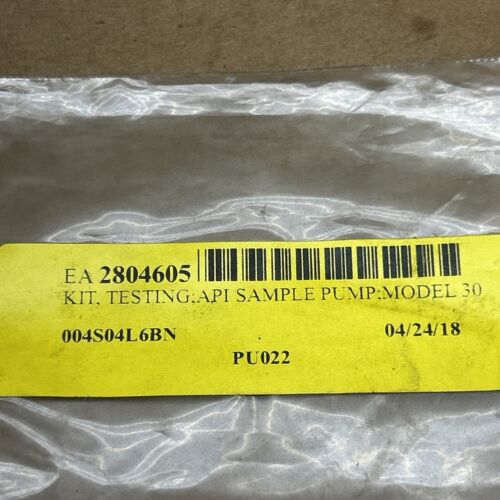 EA 2804605
KIT, TESTING;API SAMPLE PUMP;MODEL 30
004S04L6BN 04/24/18
PU022